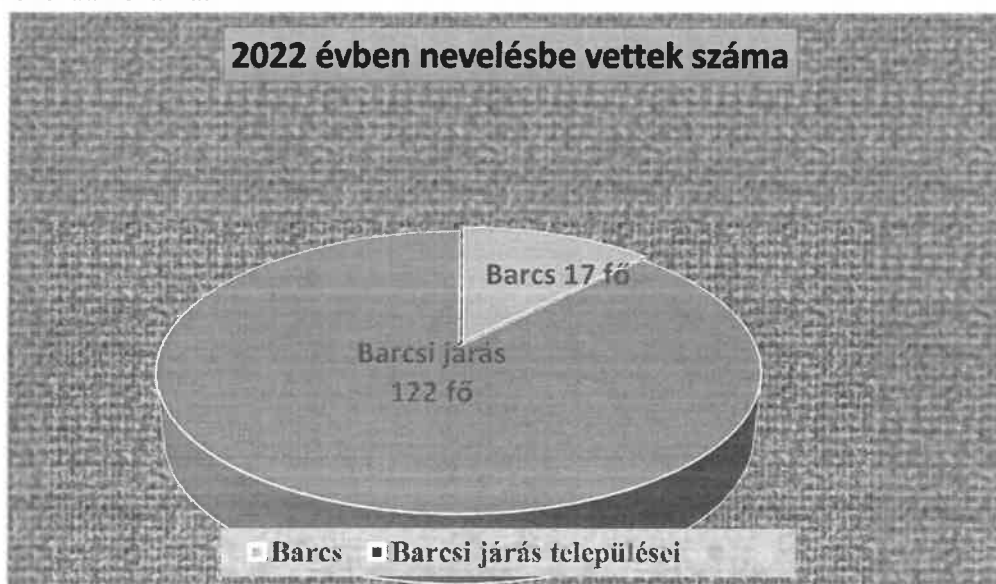 2022 évben nevelésbe vettek száma
Barcs 17 fő
Barcsi járás
122 fő
Barcs Barcsi járás települései